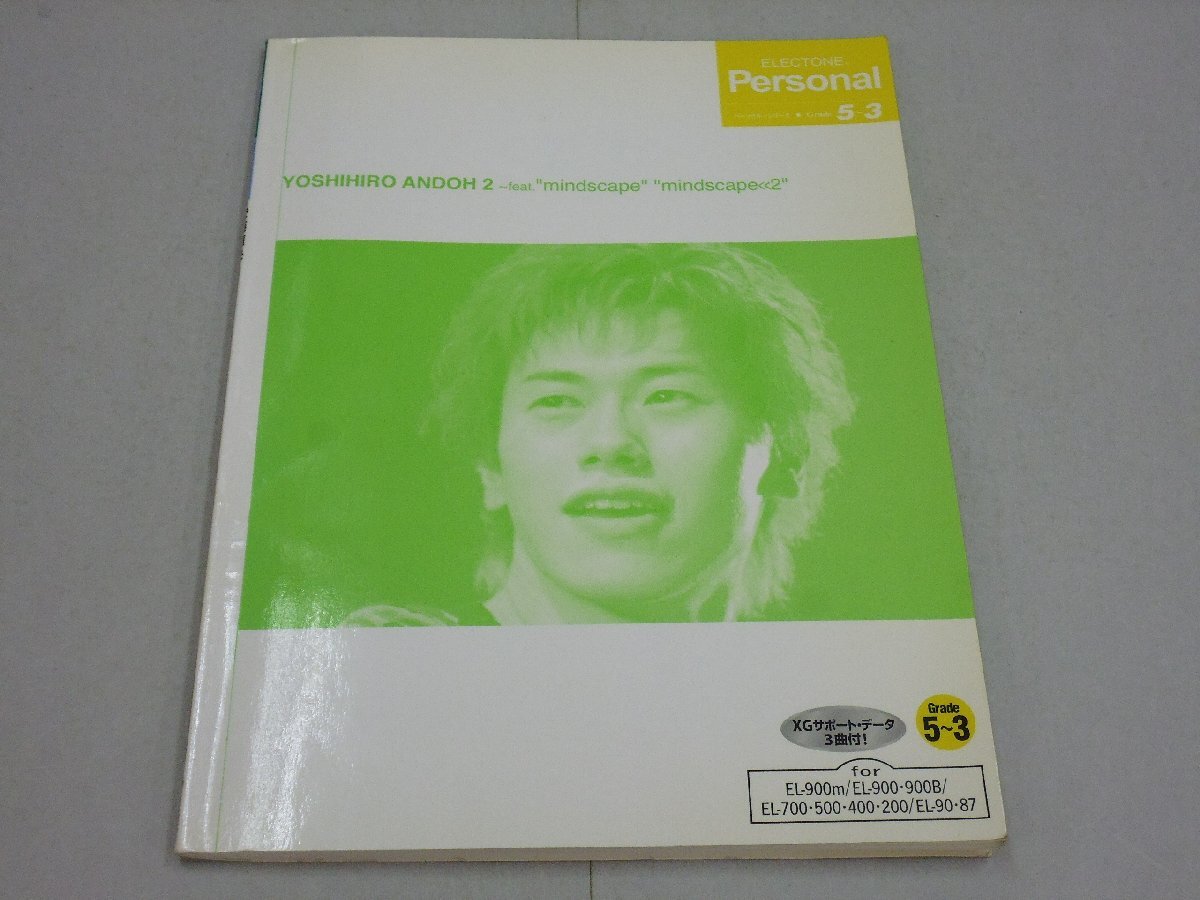 ELECTONE
Personal
Grade 5~3
YOSHIHIRO ANDOH 2 ~feat."mindscape" "mindscape<<2"
XGサポート・データ
3曲付!
Grade
5~3
for
EL-900m/EL-900・900B/
EL-700・500・400・200/EL-90・87